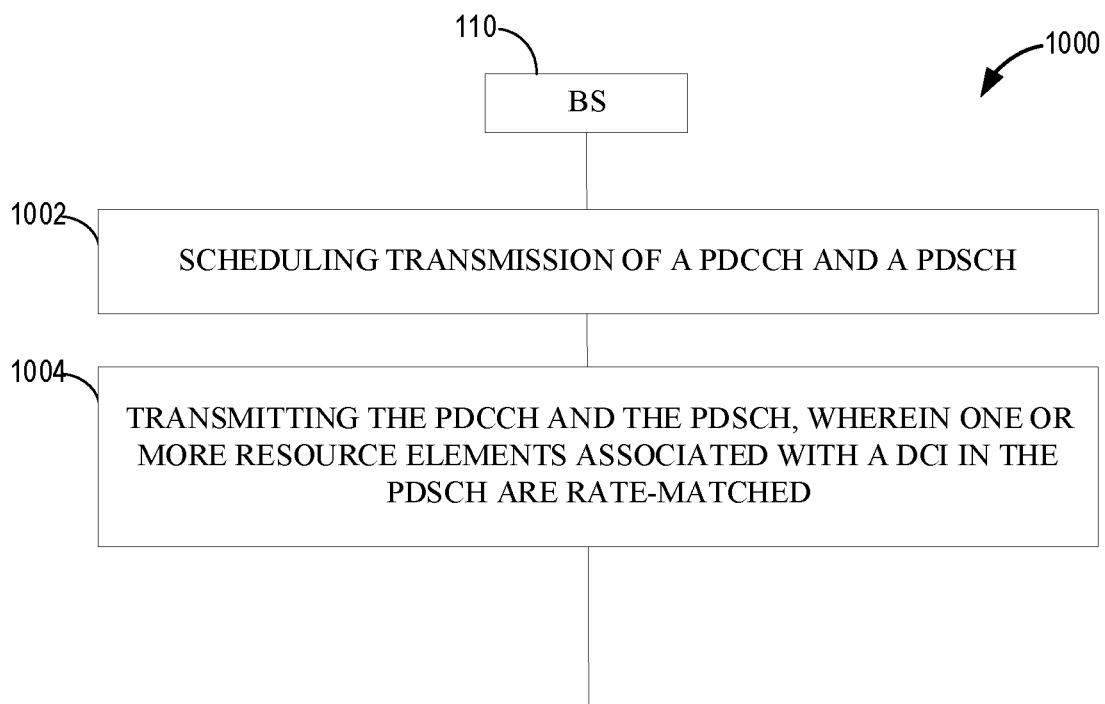 110
1000
BS
1002
SCHEDULING TRANSMISSION OF A PDCCH AND A PDSCH
1004
TRANSMITTING THE PDCCH AND THE PDSCH, WHEREIN ONE OR
MORE RESOURCE ELEMENTS ASSOCIATED WITH A DCI IN THE
PDSCH ARE RATE-MATCHED